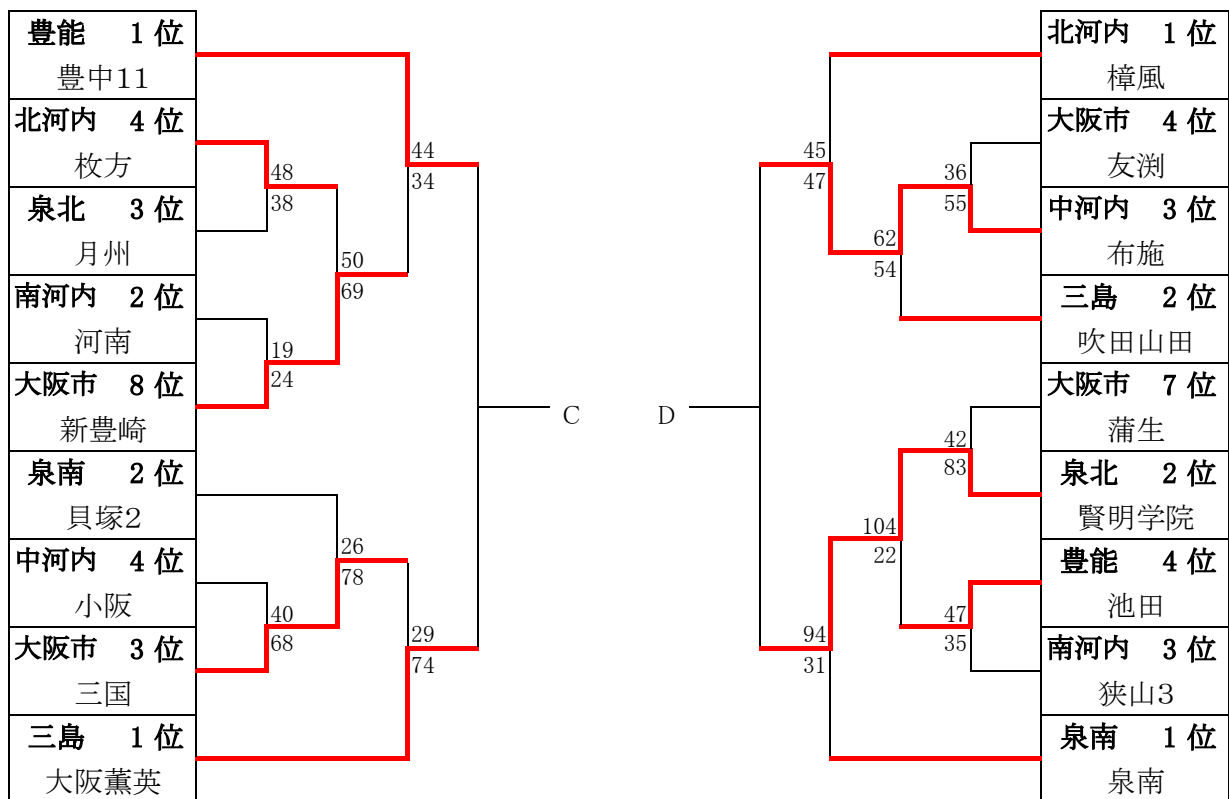 豊能 1 位
豊中11
北河内 4 位
枚方
泉北 3 位
月州
南河内 2 位
河南
大阪市 8 位
新豊崎
泉南 2 位
貝塚2
中河内 4 位
小阪
大阪市 3 位
三国
三島 1 位
大阪薫英
48
38
19
24
40
68
50
69
26
78
44
34
29
74
C
D
45
47
94
31
62
54
104
22
36
55
42
83
47
35
北河内 1 位
樟風
大阪市 4 位
友渕
中河内 3 位
布施
三島 2 位
吹田山田
大阪市 7 位
蒲生
泉北 2 位
賢明学院
豊能 4 位
池田
南河内 3 位
狭山3
泉南 1 位
泉南